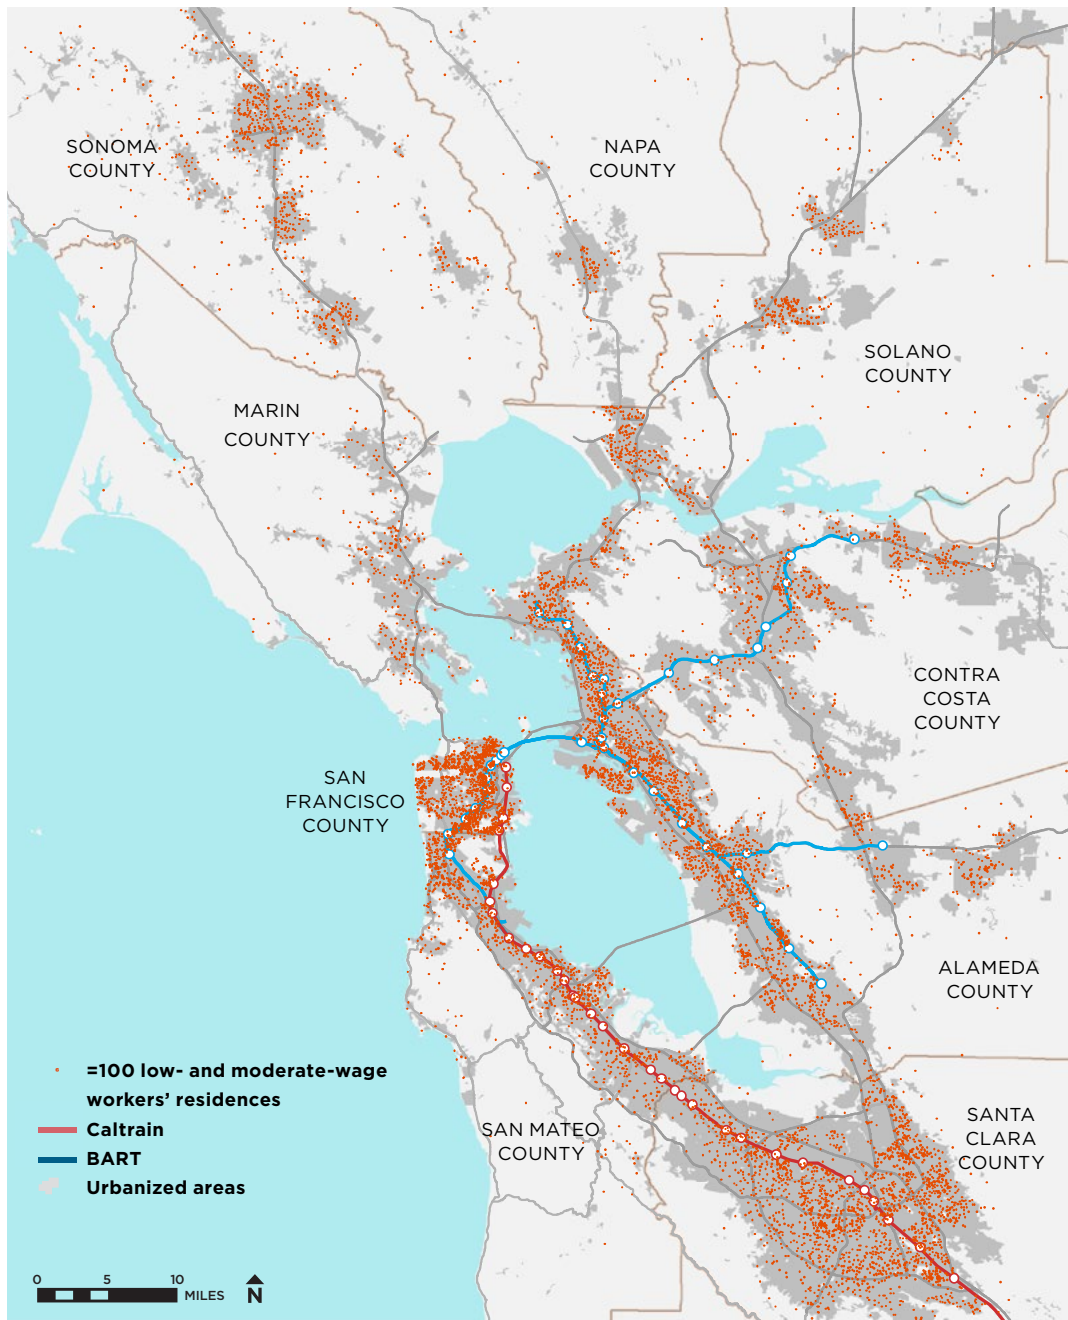 SONOMA
COUNTY
NAPA
COUNTY
SOLANO
COUNTY
MARIN
COUNTY
CONTRA
COSTA
COUNTY
SAN
FRANCISCO
COUNTY
ALAMEDA
COUNTY
SAN MATEO
COUNTY
SANTA
CLARA
COUNTY
=100 low- and moderate-wage
workers’ residences
Caltrain
BART
Urbanized areas
0 5 10
MILES
N